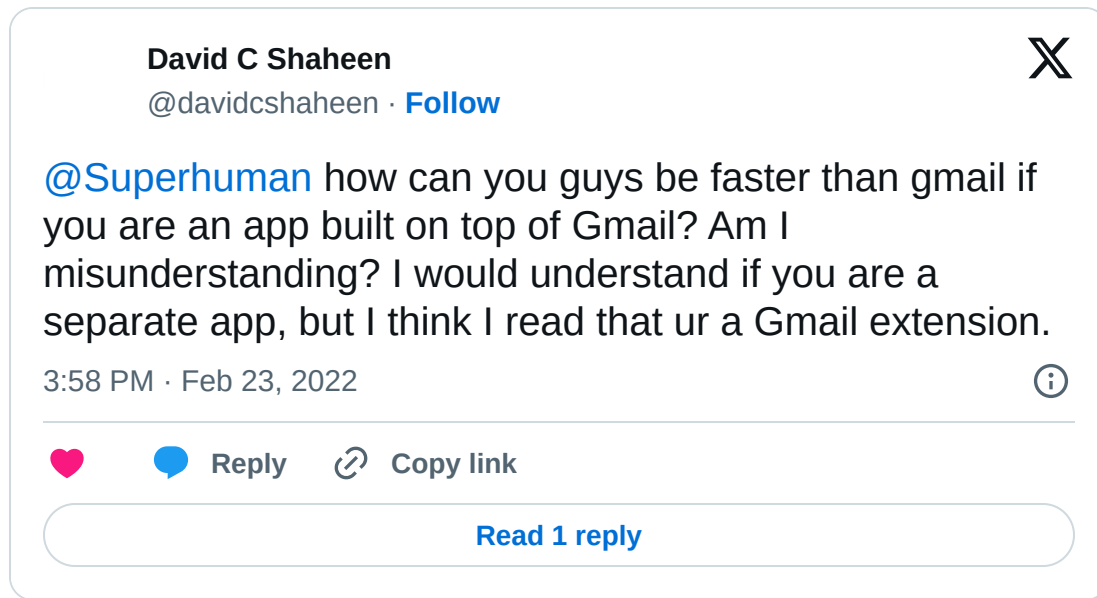 David C Shaheen
@davidcshaheen · Follow
@Superhuman how can you guys be faster than gmail if
you are an app built on top of Gmail? Am I
misunderstanding? I would understand if you are a
separate app, but I think I read that ur a Gmail extension.
3:58 PM · Feb 23, 2022
Reply Copy link
Read 1 reply